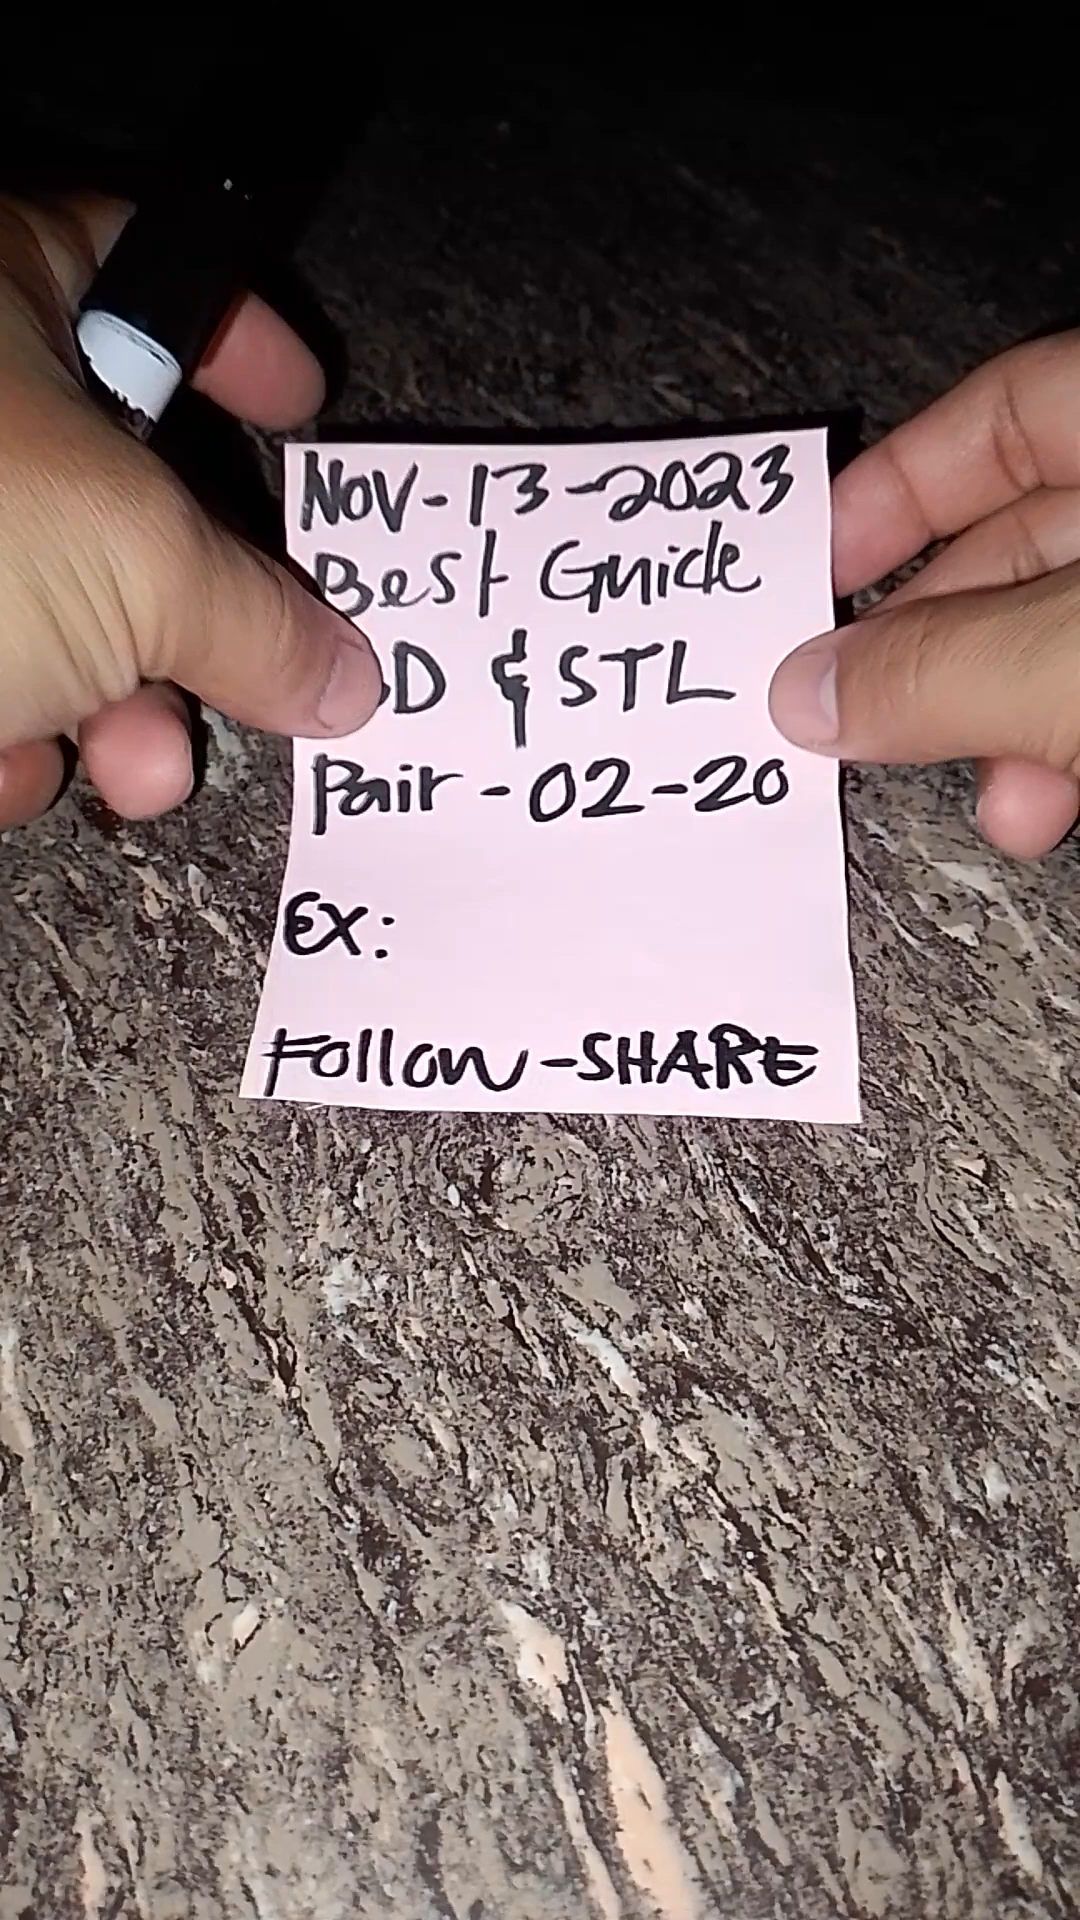 Nov-13-2023
Best Guide
D & STL
Pair - 02-20
Ex:
Follow-SHARE